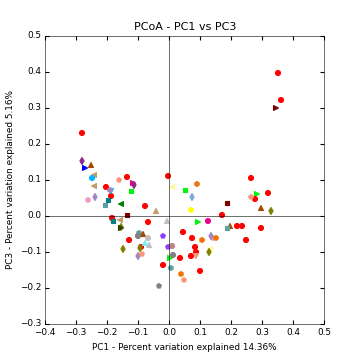 PCoA - PC1 vs PC3
PC3 - Percent variation explained 5.16%
0.5
0.4
0.3
0.2
0.1
0.0
−0.1
−0.2
−0.3
−0.4 −0.3 −0.2 −0.1 0.0 0.1 0.2 0.3 0.4 0.5
PC1 - Percent variation explained 14.36%